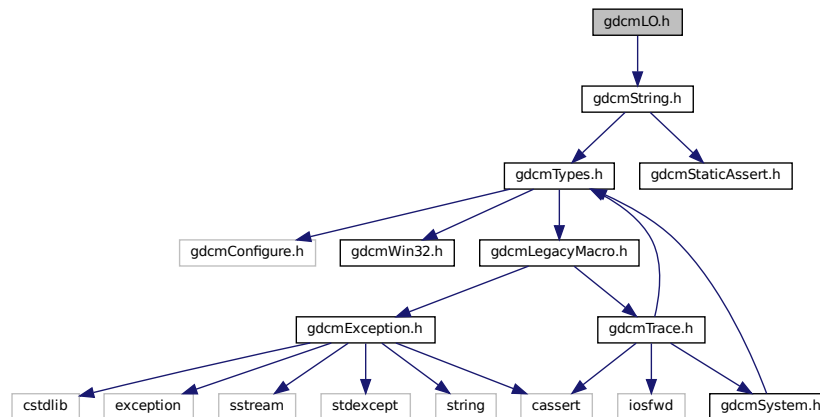 gdcmLO.h
gdcmString.h
gdcmTypes.h
gdcmStaticAssert.h
gdcmConfigure.h
gdcmWin32.h
gdcmLegacyMacro.h
gdcmException.h
gdcmTrace.h
cstdlib
exception
sstream
stdexcept
string
cassert
iosfwd
gdcmSystem.h